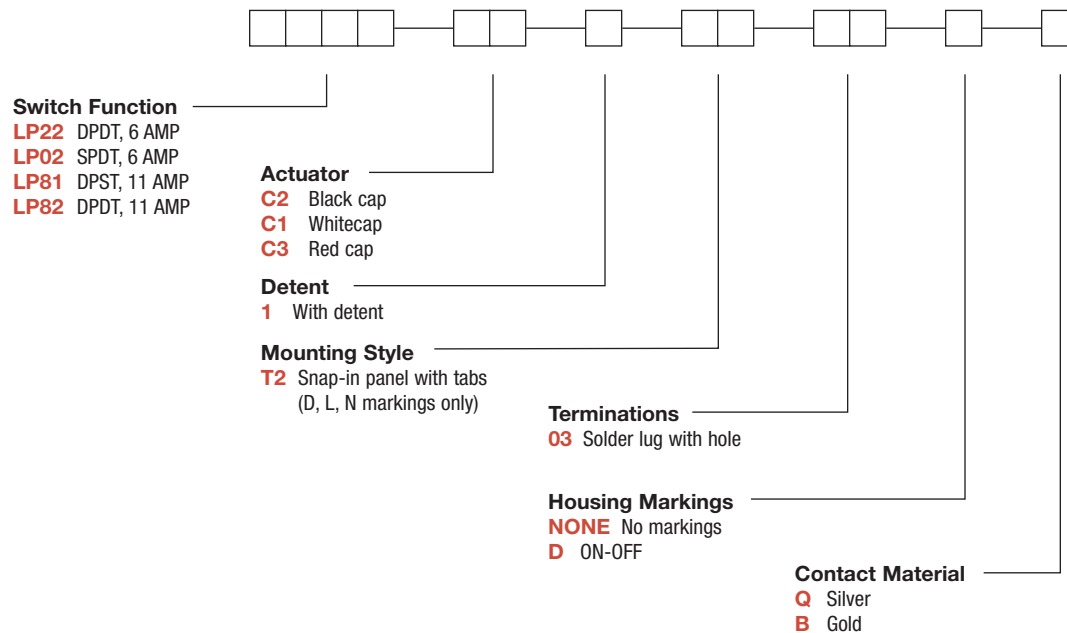 Switch Function
LP22 DPDT, 6 AMP
LP02 SPDT, 6 AMP
LP81 DPST, 11 AMP
LP82 DPDT, 11 AMP
Actuator
C2 Black cap
C1 Whitecap
C3 Red cap
Detent
1 With detent
Mounting Style
T2 Snap-in panel with tabs
(D, L, N markings only)
Terminations
03 Solder lug with hole
Housing Markings
NONE No markings
D ON-OFF
Contact Material
Q Silver
B Gold